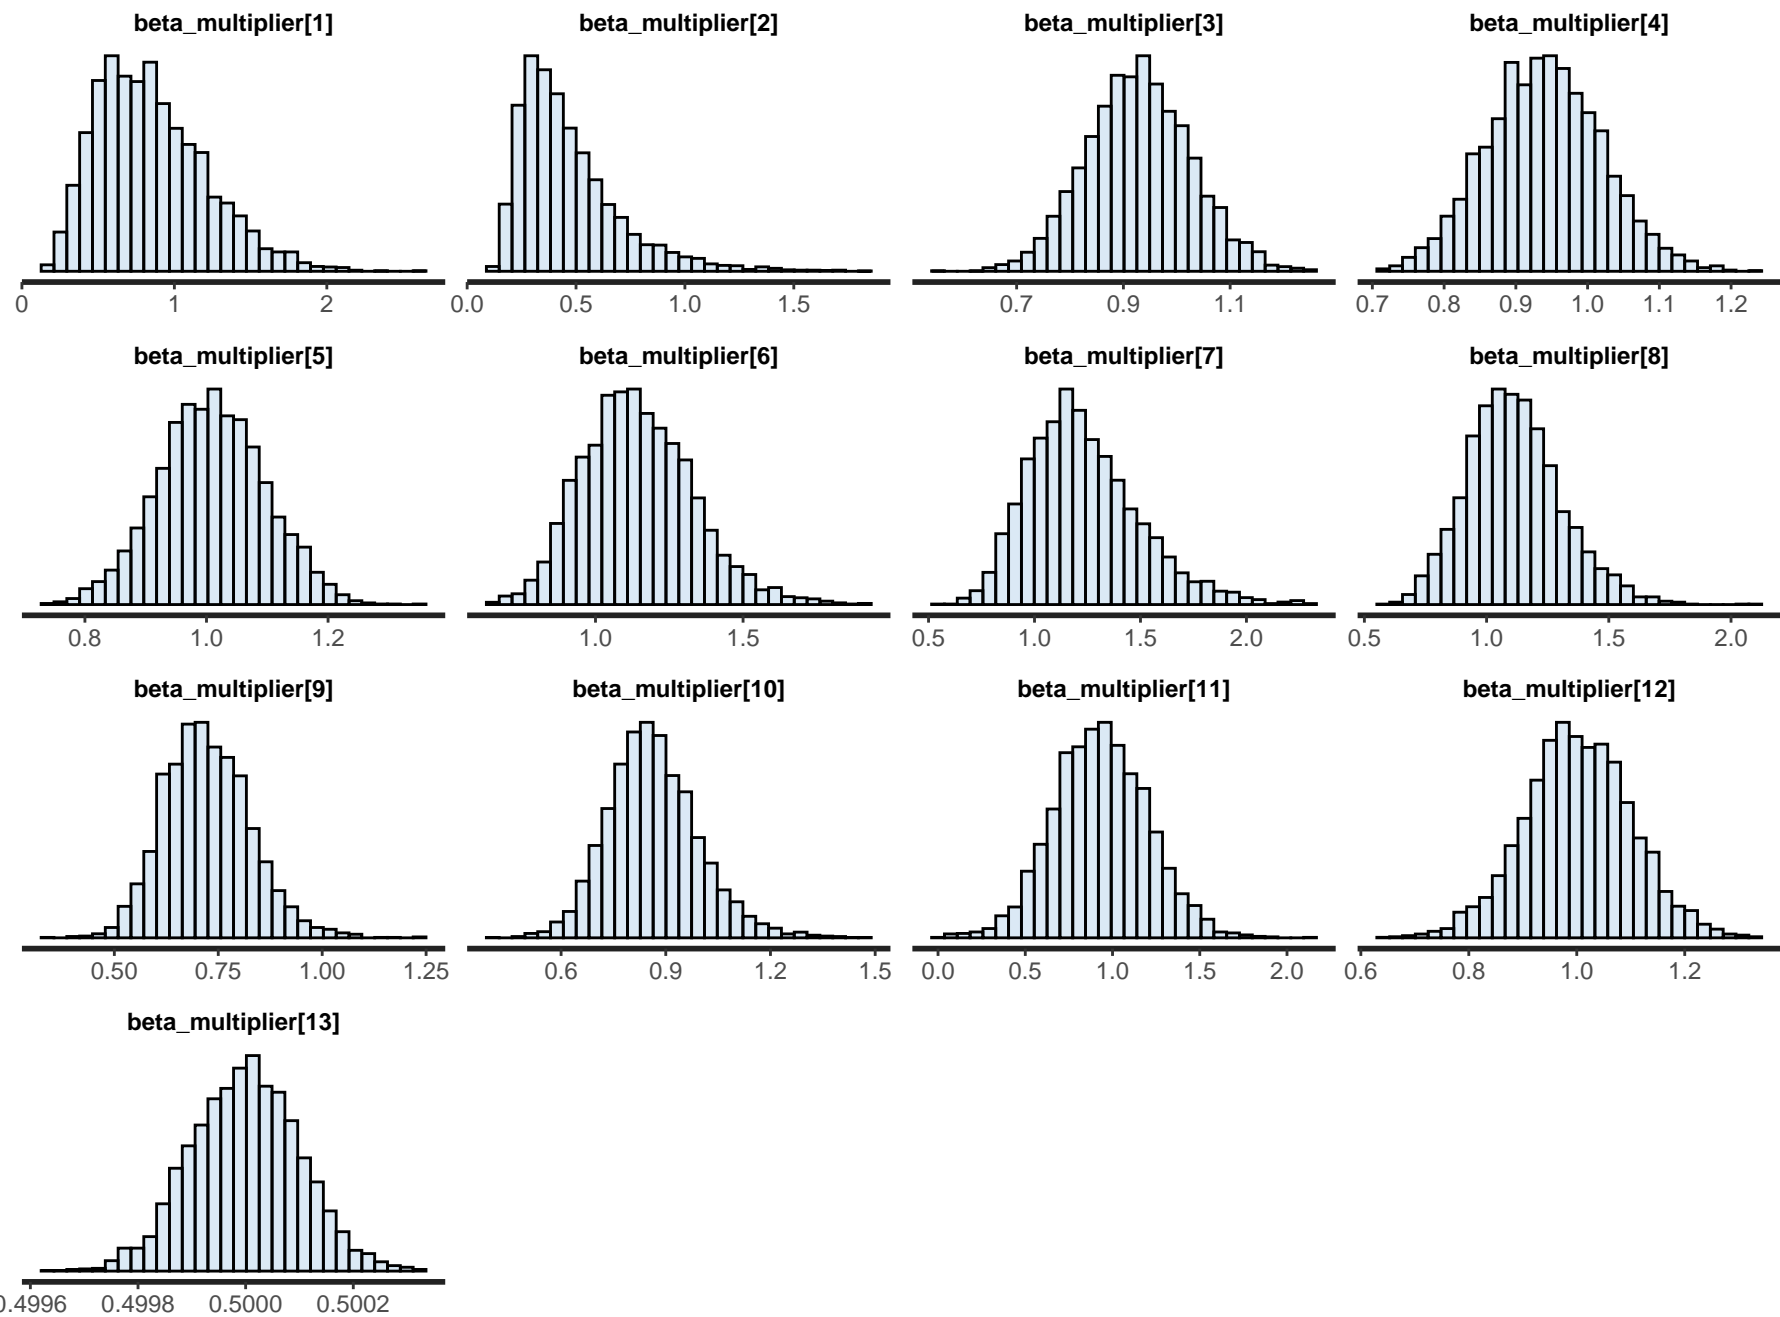 beta_multiplier[1] beta_multiplier[2] beta_multiplier[3] beta_multiplier[4]
0 1 2 0.0 0.5 1.0 1.5 0.7 0.9 1.1 0.7 0.8 0.9 1.0 1.1 1.2
beta_multiplier[5] beta_multiplier[6] beta_multiplier[7] beta_multiplier[8]
0.8 1.0 1.2 1.0 1.5 0.5 1.0 1.5 2.0 0.5 1.0 1.5 2.0
beta_multiplier[9] beta_multiplier[10] beta_multiplier[11] beta_multiplier[12]
0.50 0.75 1.00 1.25 0.6 0.9 1.2 1.5 0.0 0.5 1.0 1.5 2.0 0.6 0.8 1.0 1.2
beta_multiplier[13]
0.4996 0.4998 0.5000 0.5002